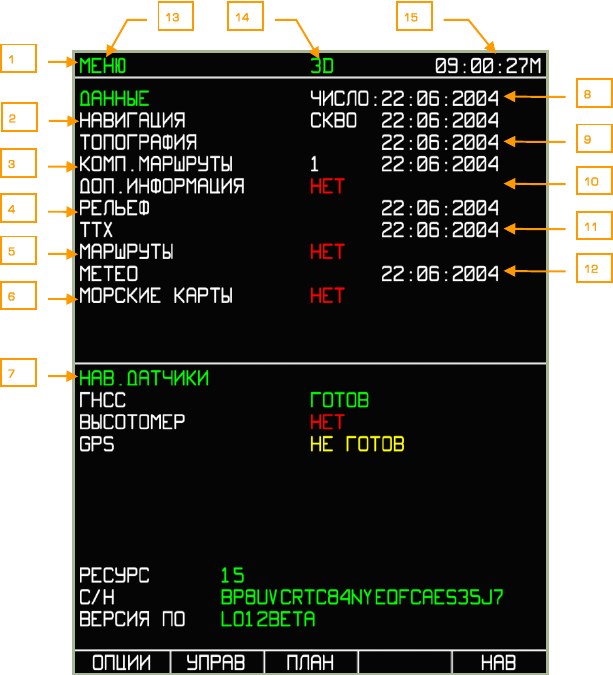 13 14 15
1 МЕНЮ 3D 09:00:27М
ДАННЫЕ ЧИСЛО:22:06:2004 8
2 НАВИГАЦИЯ СКВО 22:06:2004
ТОПОГРАФИЯ 22:06:2004 9
3 КОМП.МАРШРУТЫ 1 22:06:2004
ДОП.ИНФОРМАЦИЯ НЕТ 10
4 РЕЛЬЕФ 22:06:2004
ТТХ 22:06:2004 11
5 МАРШРУТЫ НЕТ
МЕТЕО 22:06:2004 12
6 МОРСКИЕ КАРТЫ НЕТ
7 НАВ.ДАТЧИКИ
ГНСС ГОТОВ
ВЫСОТОМЕР НЕТ
GPS НЕ ГОТОВ
РЕСУРС 15
С/Н BP8UVCRTC84NYEQFCAES35J7
ВЕРСИЯ ПО L012BETA
ОПЦИИ УПРАВ ПЛАН НАВ